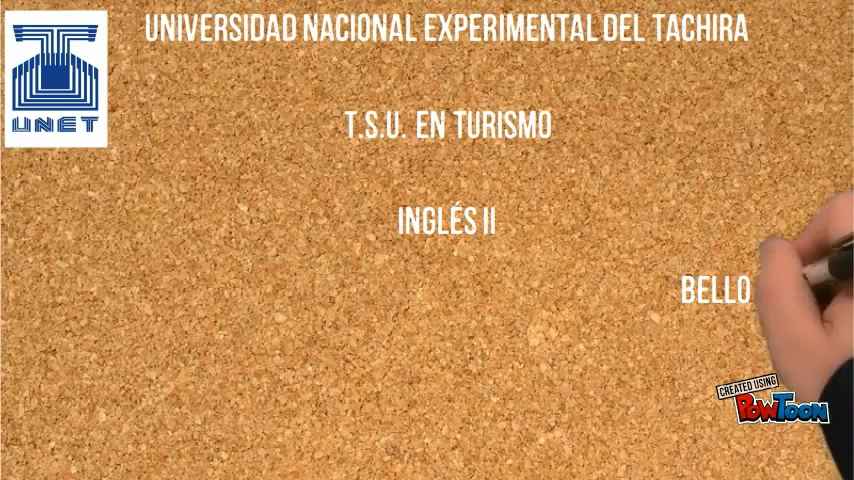 UNIVERSIDAD NACIONAL EXPERIMENTAL DEL TACHIRA
UNET
T.S.U. EN TURISMO
INGLÉS II
BELLO
CREATED USING
POWTOON